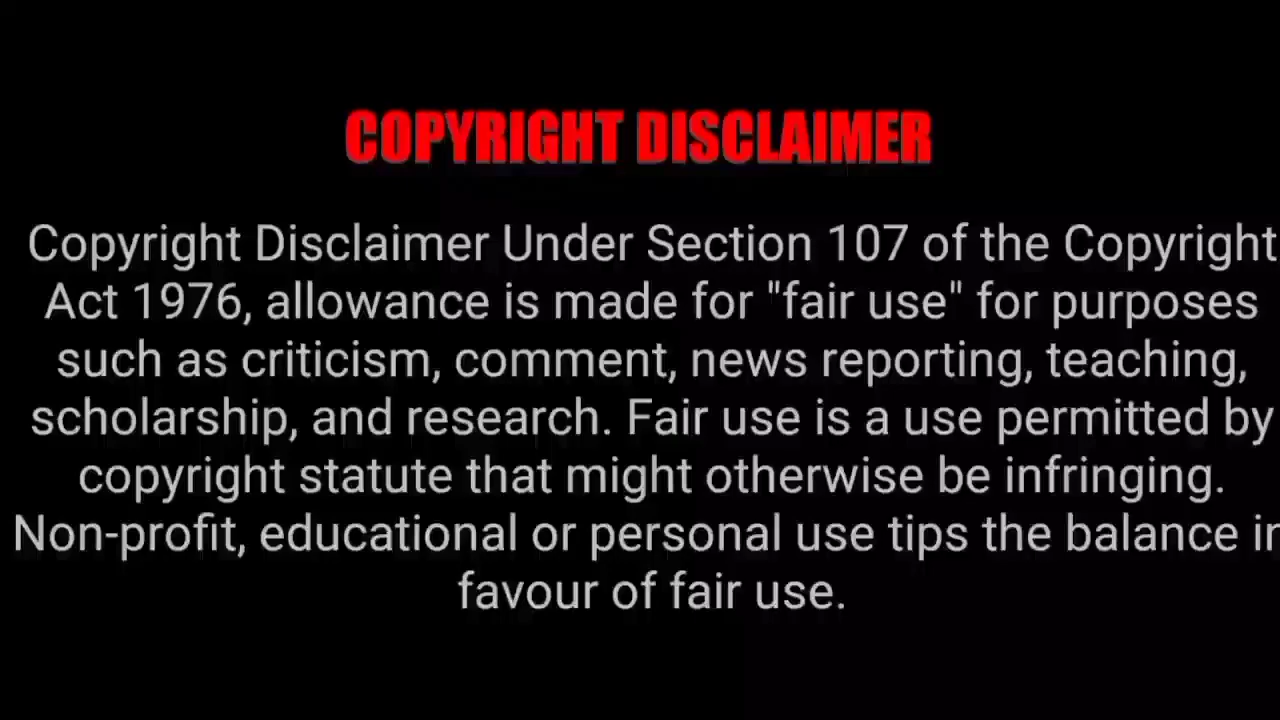 COPYRIGHT DISCLAIMER
Copyright Disclaimer Under Section 107 of the Copyright
Act 1976, allowance is made for "fair use" for purposes
such as criticism, comment, news reporting, teaching,
scholarship, and research. Fair use is a use permitted by
copyright statute that might otherwise be infringing.
Non-profit, educational or personal use tips the balance in
favour of fair use.